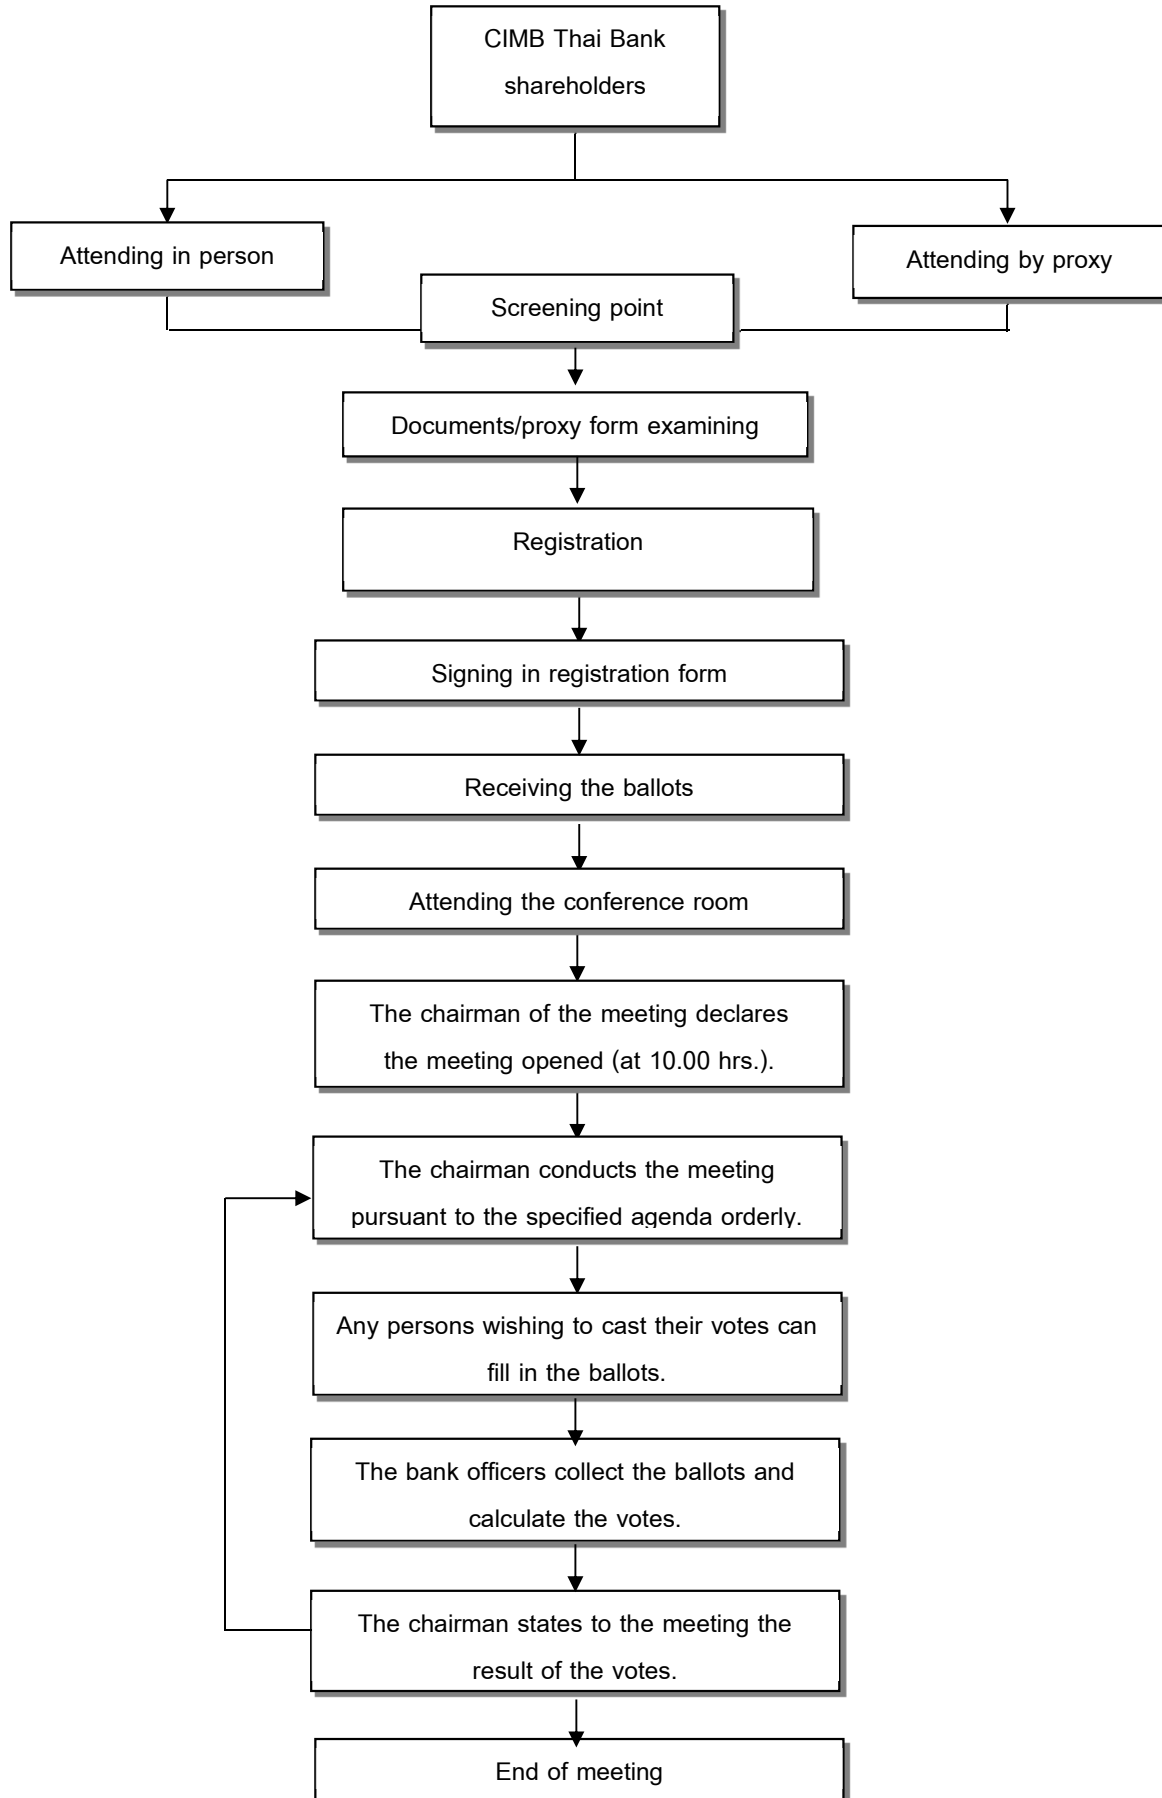 CIMB Thai Bank
shareholders
Attending in person
Attending by proxy
Screening point
Documents/proxy form examining
Registration
Signing in registration form
Receiving the ballots
Attending the conference room
The chairman of the meeting declares
the meeting opened (at 10.00 hrs.).
The chairman conducts the meeting
pursuant to the specified agenda orderly.
Any persons wishing to cast their votes can
fill in the ballots.
The bank officers collect the ballots and
calculate the votes.
The chairman states to the meeting the
result of the votes.
End of meeting